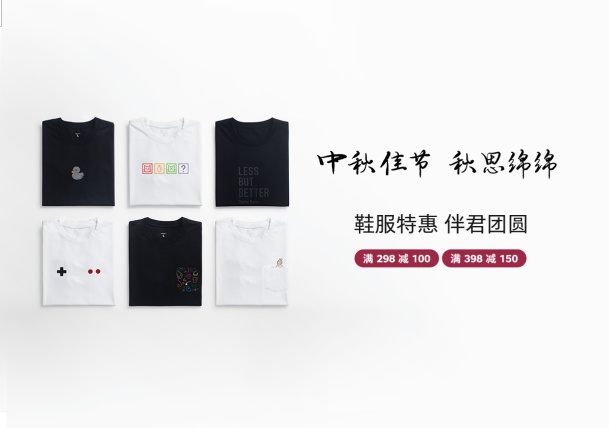 中秋佳节 秋思绵绵
鞋服特惠 伴君团圆
满 298 减 100
满 398 减 150
LESS
BUT
BETTER
?